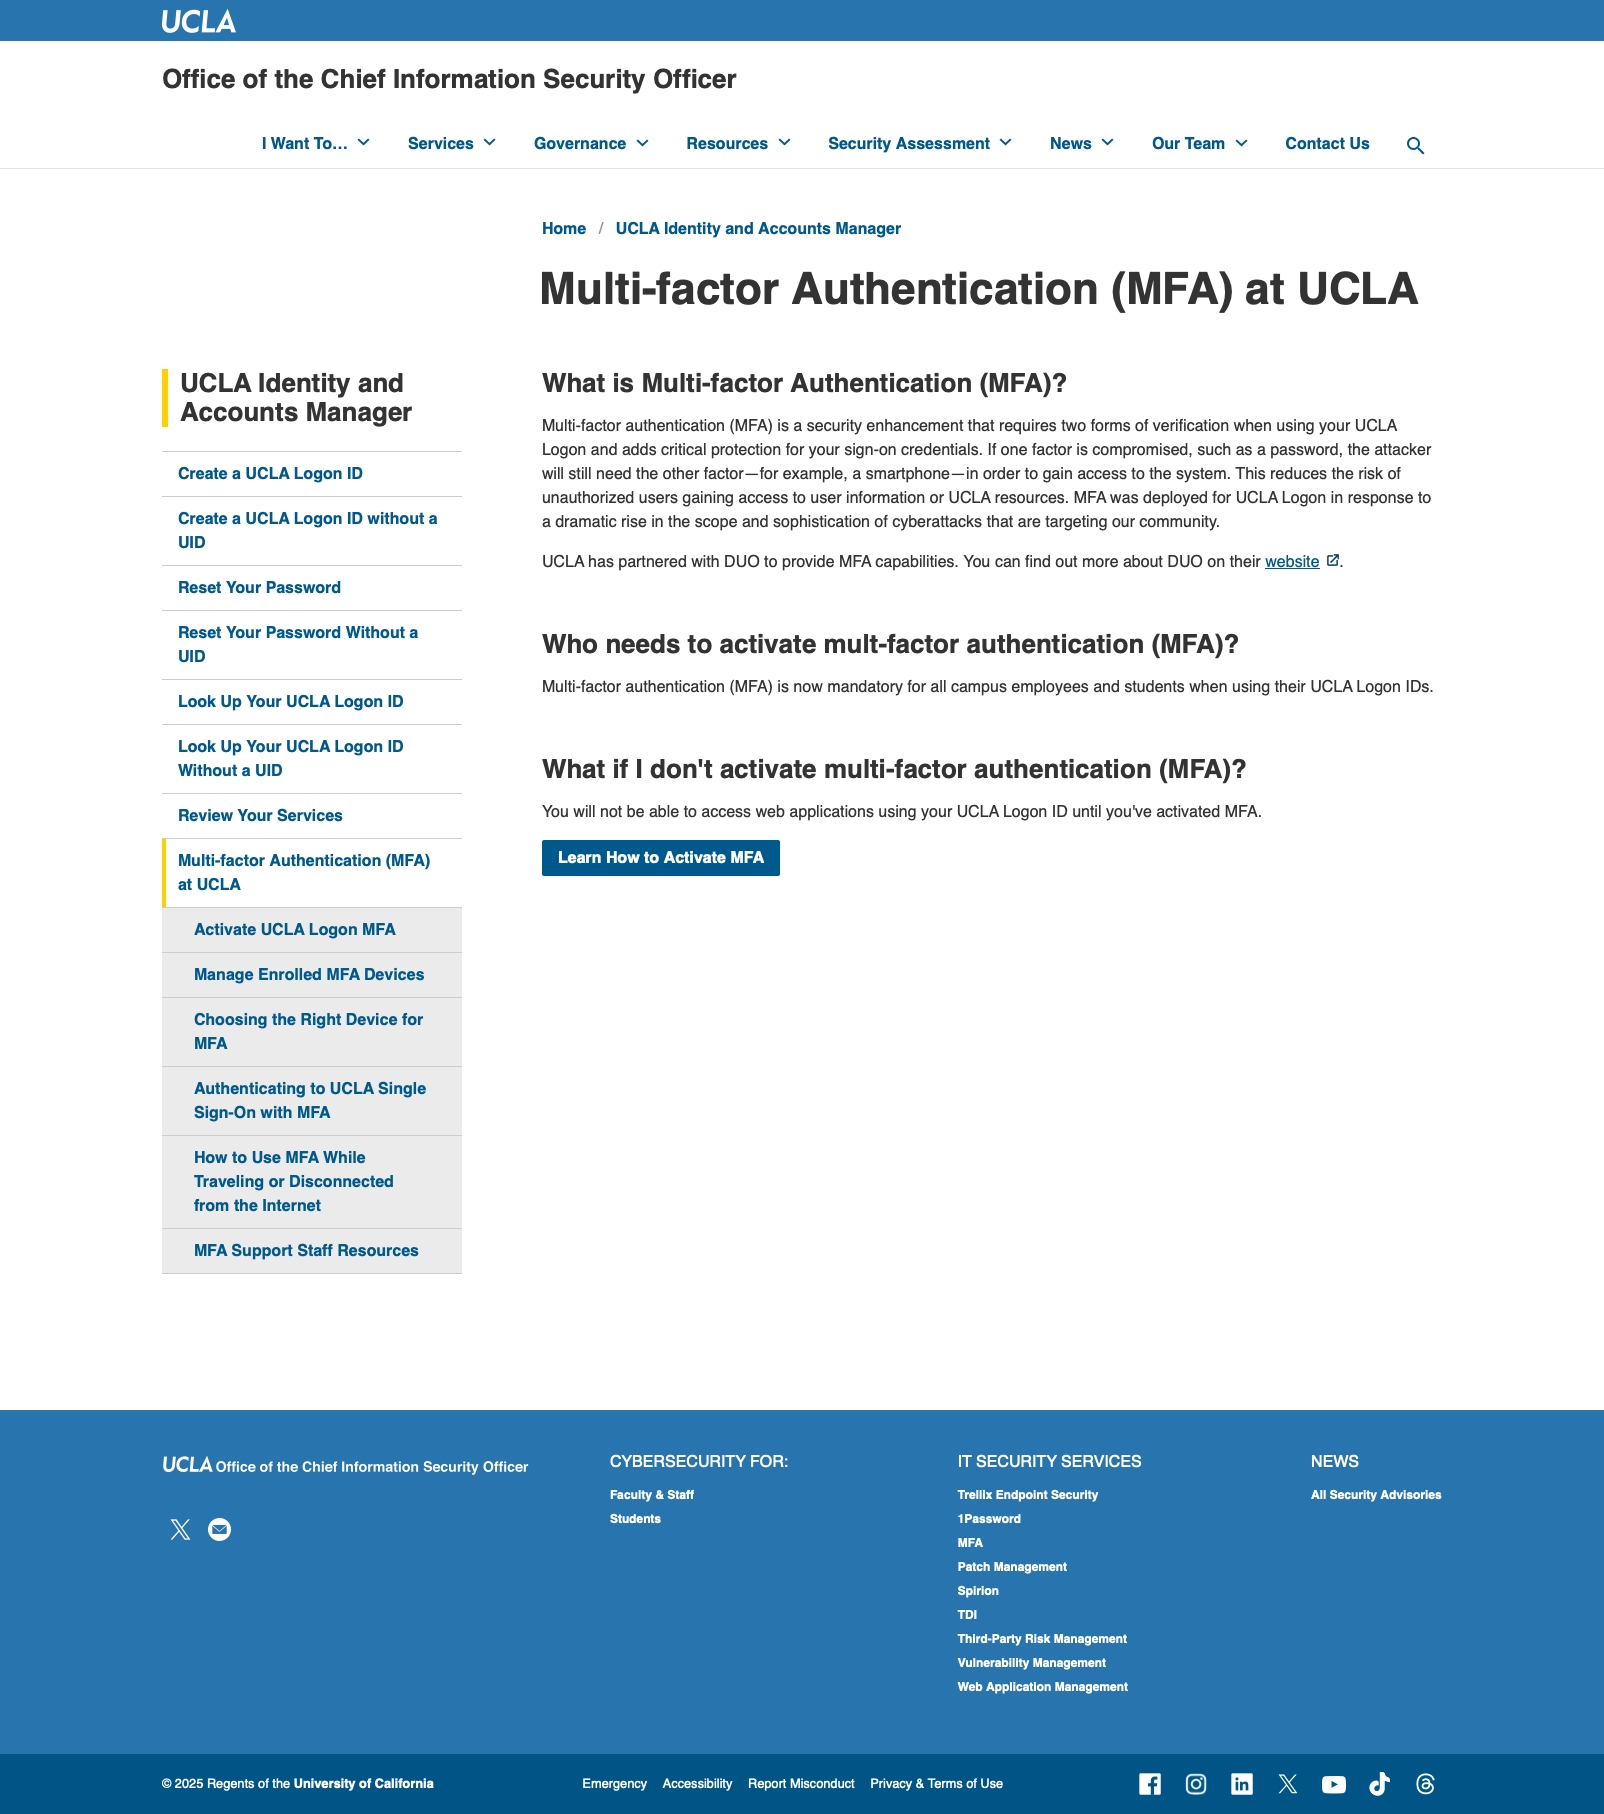 UCLA
Office of the Chief Information Security Officer
I Want To...
Services
Governance
Resources
Security Assessment
News
Our Team
Contact Us
Home / UCLA Identity and Accounts Manager
Multi-factor Authentication (MFA) at UCLA
UCLA Identity and
Accounts Manager
Create a UCLA Logon ID
Create a UCLA Logon ID without a
UID
Reset Your Password
Reset Your Password Without a
UID
Look Up Your UCLA Logon ID
Look Up Your UCLA Logon ID
Without a UID
Review Your Services
Multi-factor Authentication (MFA)
at UCLA
Activate UCLA Logon MFA
Manage Enrolled MFA Devices
Choosing the Right Device for
MFA
Authenticating to UCLA Single
Sign-On with MFA
How to Use MFA While
Traveling or Disconnected
from the Internet
MFA Support Staff Resources
What is Multi-factor Authentication (MFA)?
Multi-factor authentication (MFA) is a security enhancement that requires two forms of verification when using your UCLA
Logon and adds critical protection for your sign-on credentials. If one factor is compromised, such as a password, the attacker
will still need the other factor—for example, a smartphone—in order to gain access to the system. This reduces the risk of
unauthorized users gaining access to user information or UCLA resources. MFA was deployed for UCLA Logon in response to
a dramatic rise in the scope and sophistication of cyberattacks that are targeting our community.
UCLA has partnered with DUO to provide MFA capabilities. You can find out more about DUO on their website.
Who needs to activate mult-factor authentication (MFA)?
Multi-factor authentication (MFA) is now mandatory for all campus employees and students when using their UCLA Logon IDs.
What if I don't activate multi-factor authentication (MFA)?
You will not be able to access web applications using your UCLA Logon ID until you've activated MFA.
Learn How to Activate MFA
UCLA Office of the Chief Information Security Officer
CYBERSECURITY FOR:
Faculty & Staff
Students
IT SECURITY SERVICES
Trellix Endpoint Security
1Password
MFA
Patch Management
Spirion
TDI
Third-Party Risk Management
Vulnerability Management
Web Application Management
NEWS
All Security Advisories
© 2025 Regents of the University of California
Emergency
Accessibility
Report Misconduct
Privacy & Terms of Use